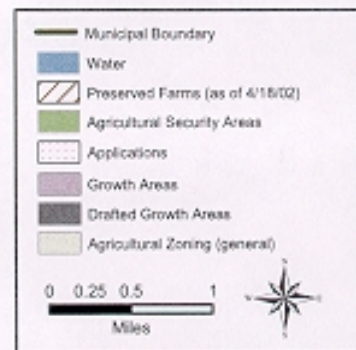 Municipal Boundary
Water
Preserved Farms (as of 4/18/02)
Agricultural Security Areas
Applications
Growth Areas
Drafted Growth Areas
Agricultural Zoning (general)
0 0.25 0.5 1
Miles